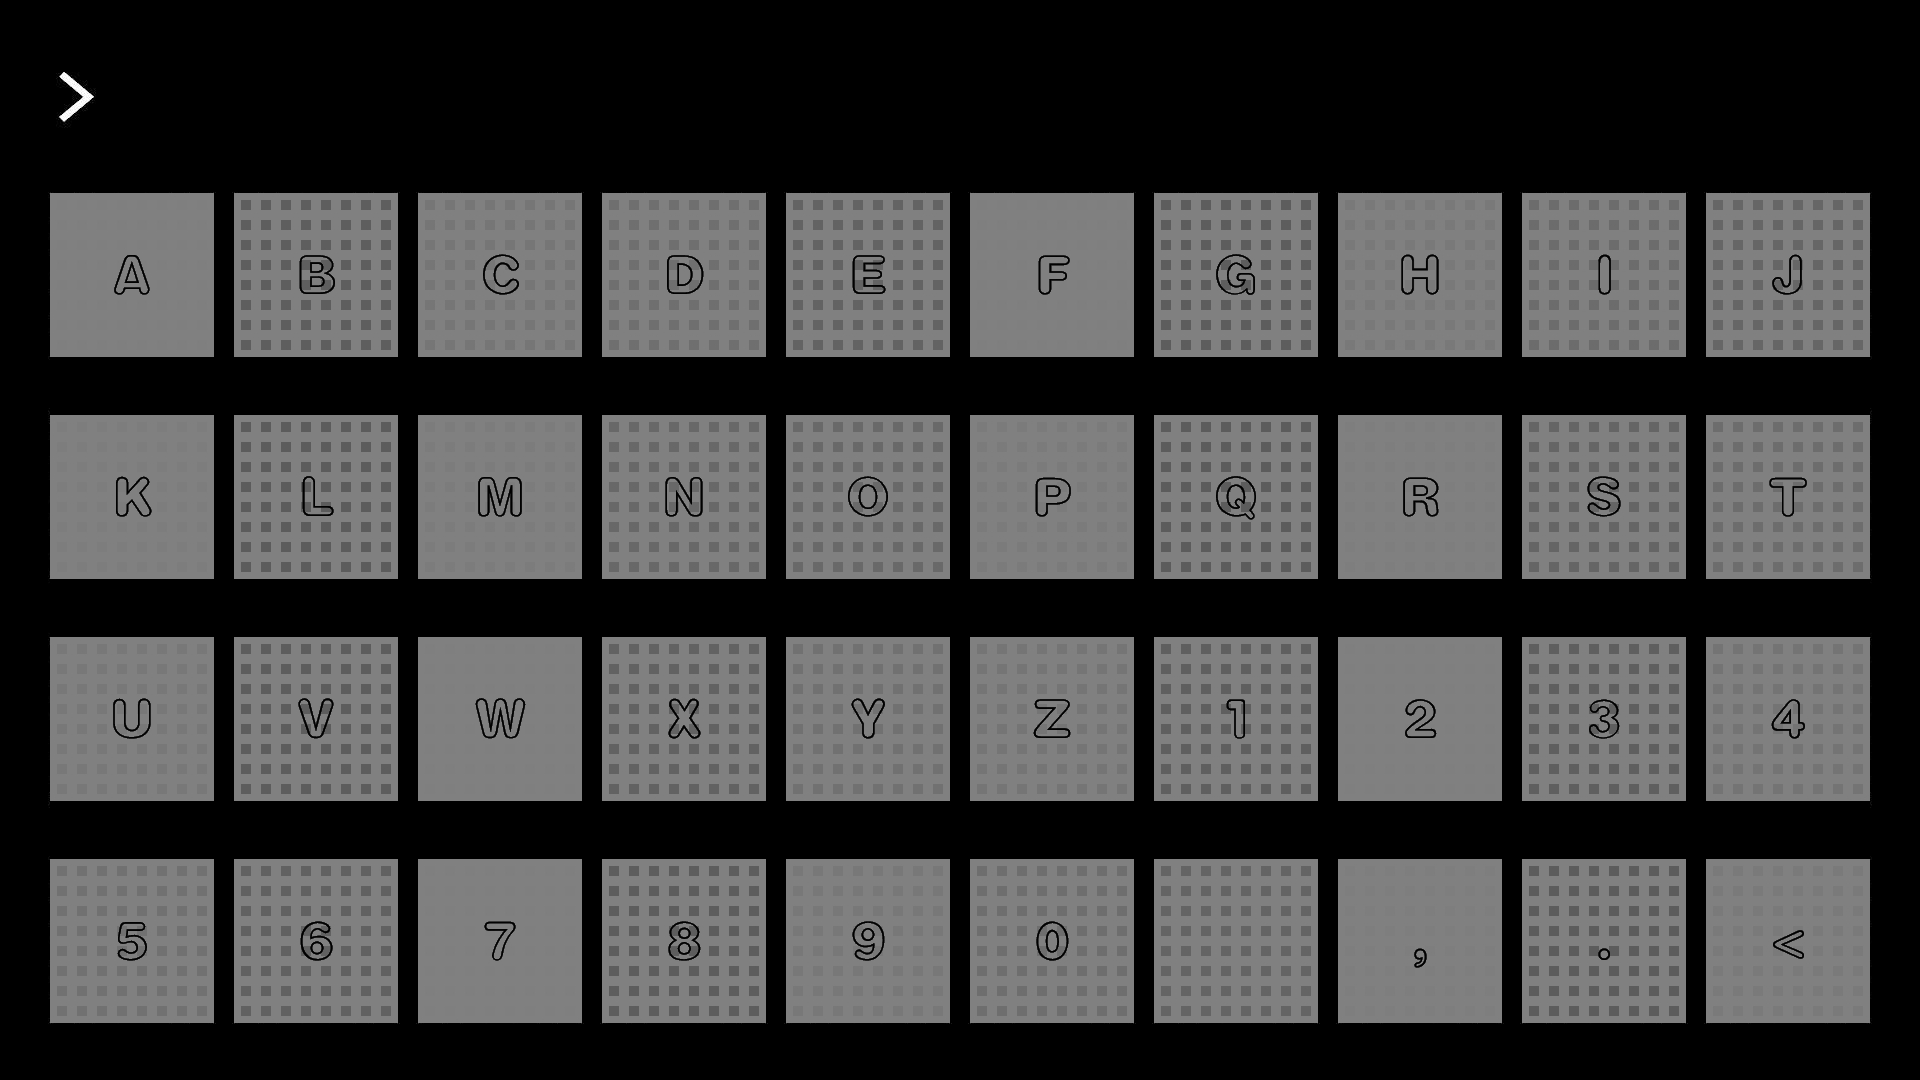 >
A B C D E F G H I J
K L M N O P Q R S T
U V W X Y Z 1 2 3 4
5 6 7 8 9 0 , . <